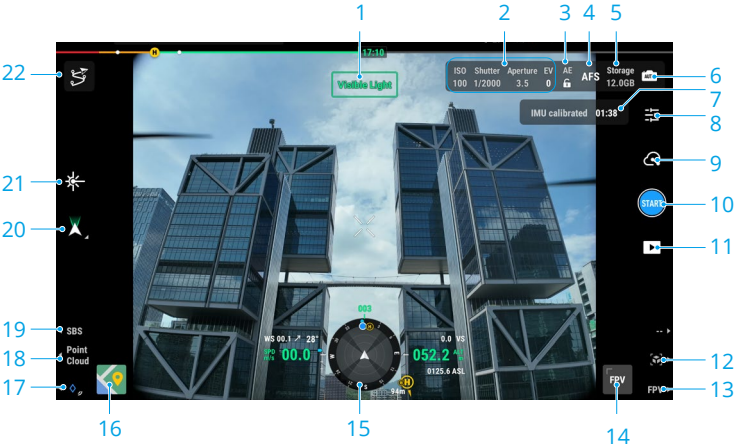 1 2 3 4 5
17:10
H
Visible Light
ISO Shutter Aperture EV AE AFS Storage
100 1/2000 3.5 0 12.0GB
AUT
6
7
IMU calibrated 01:38
8
9
START 10
11
22
21
20
003
H
N
WS 00.1 28° 0.0 VS
SPD 00.0 W E 052.2 ALT
m/s
0125.6 ASL
S
94m H
19 SBS
18 Point
Cloud
17
--
12
FPV FPV 13
16 15 14